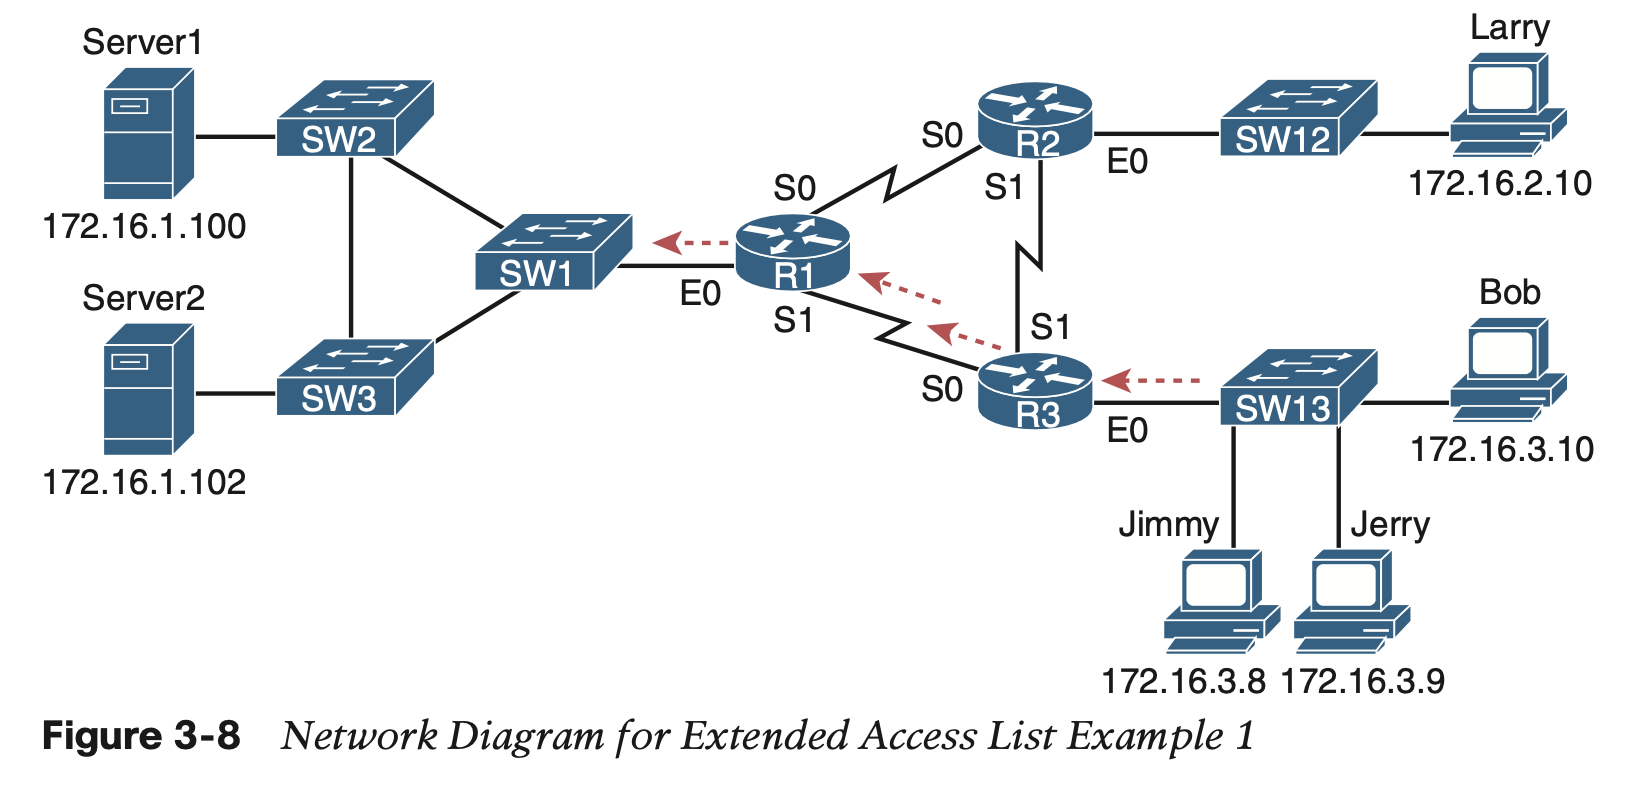 Server1
Larry
SW2
S0
R2
SW12
E0
172.16.2.10
S1
S0
172.16.1.100
SW1
R1
E0
S1
Server2
Bob
S1
SW3
S0
R3
SW13
E0
172.16.3.10
172.16.1.102
Jimmy
Jerry
172.16.3.8
172.16.3.9
Figure 3-8 Network Diagram for Extended Access List Example 1